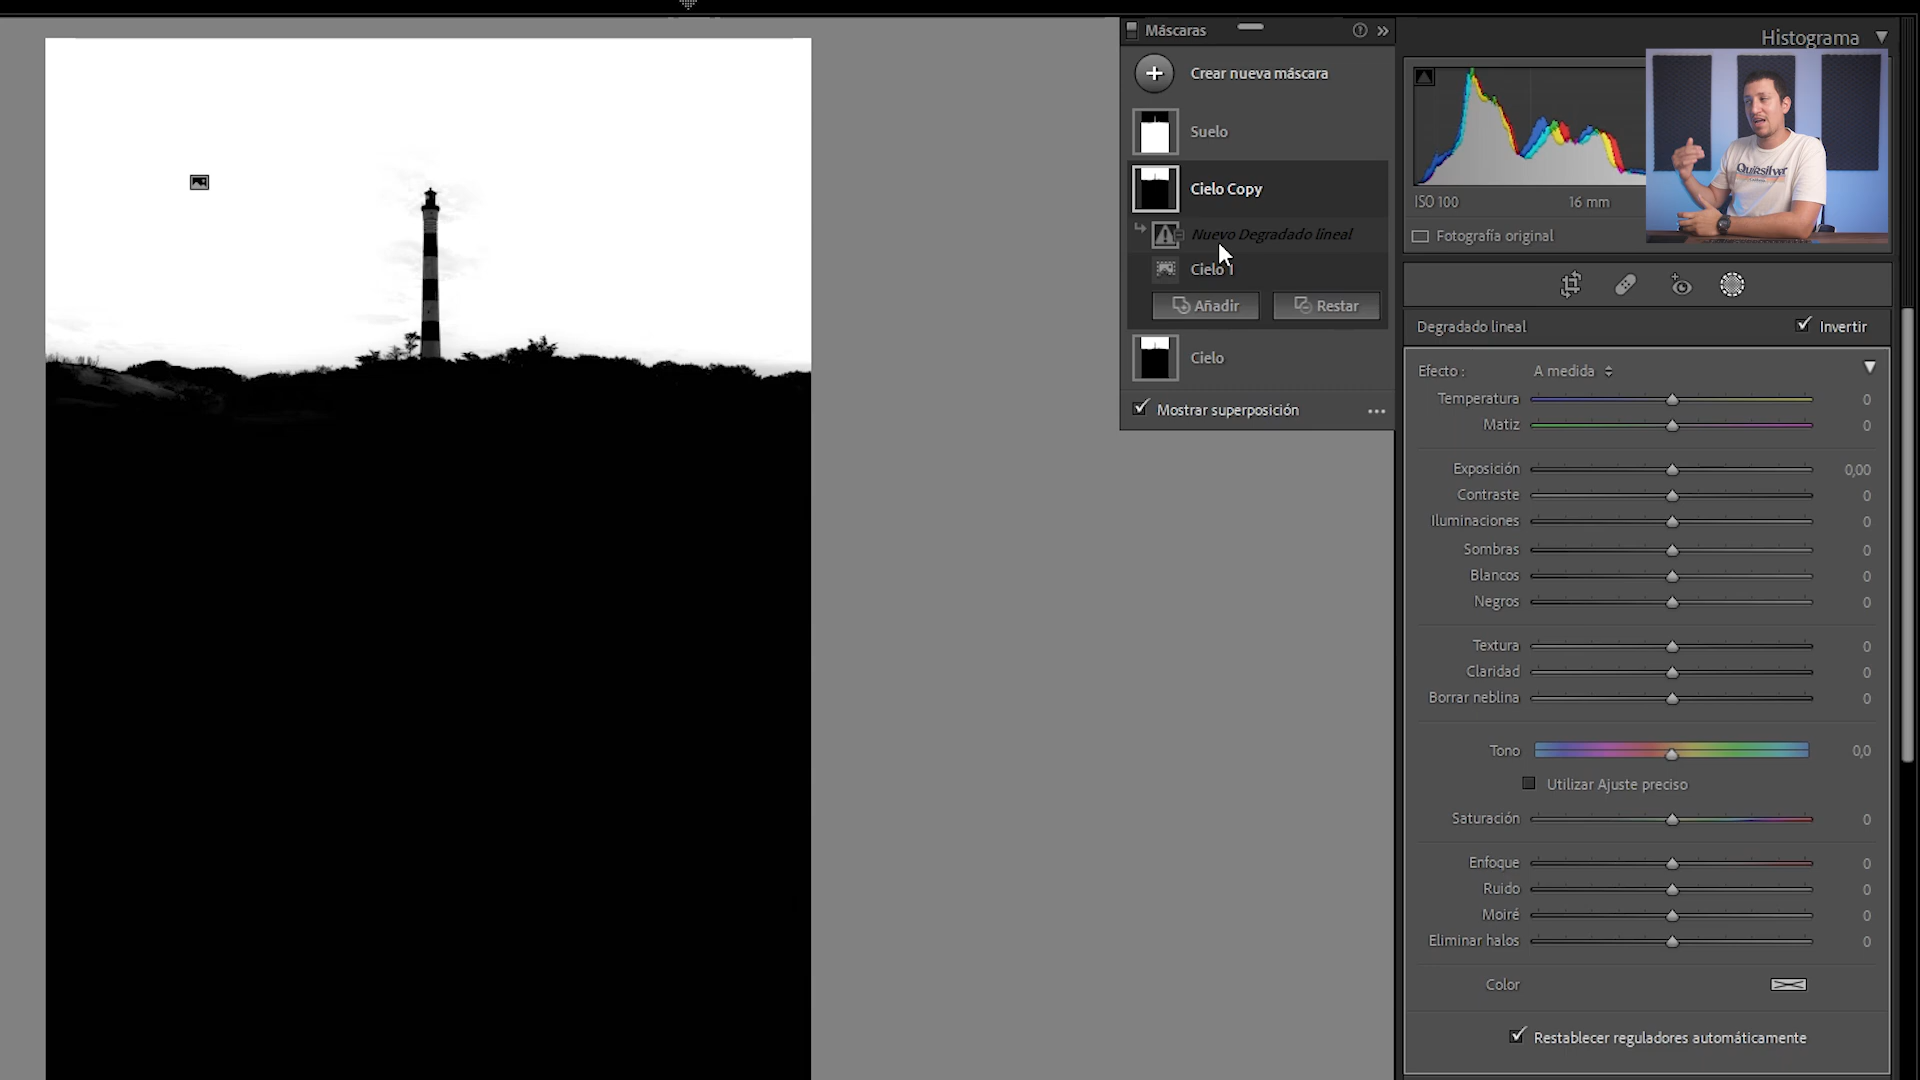 Máscaras
Crear nueva máscara
Suelo
Cielo Copy
Nuevo Degradado lineal
Cielo 1
Añadir
Restar
Cielo
Mostrar superposición
Histograma
Quiksilver
ISO 100
16 mm
Fotografía original
Degradado lineal
Invertir
Efecto :
A medida
Temperatura 0
Matiz 0
Exposición 0,00
Contraste 0
Iluminaciones 0
Sombras 0
Blancos 0
Negros 0
Textura 0
Claridad 0
Borrar neblina 0
Tono 0,0
Utilizar Ajuste preciso
Saturación 0
Enfoque 0
Ruido 0
Moiré 0
Eliminar halos 0
Color
Restablecer reguladores automáticamente